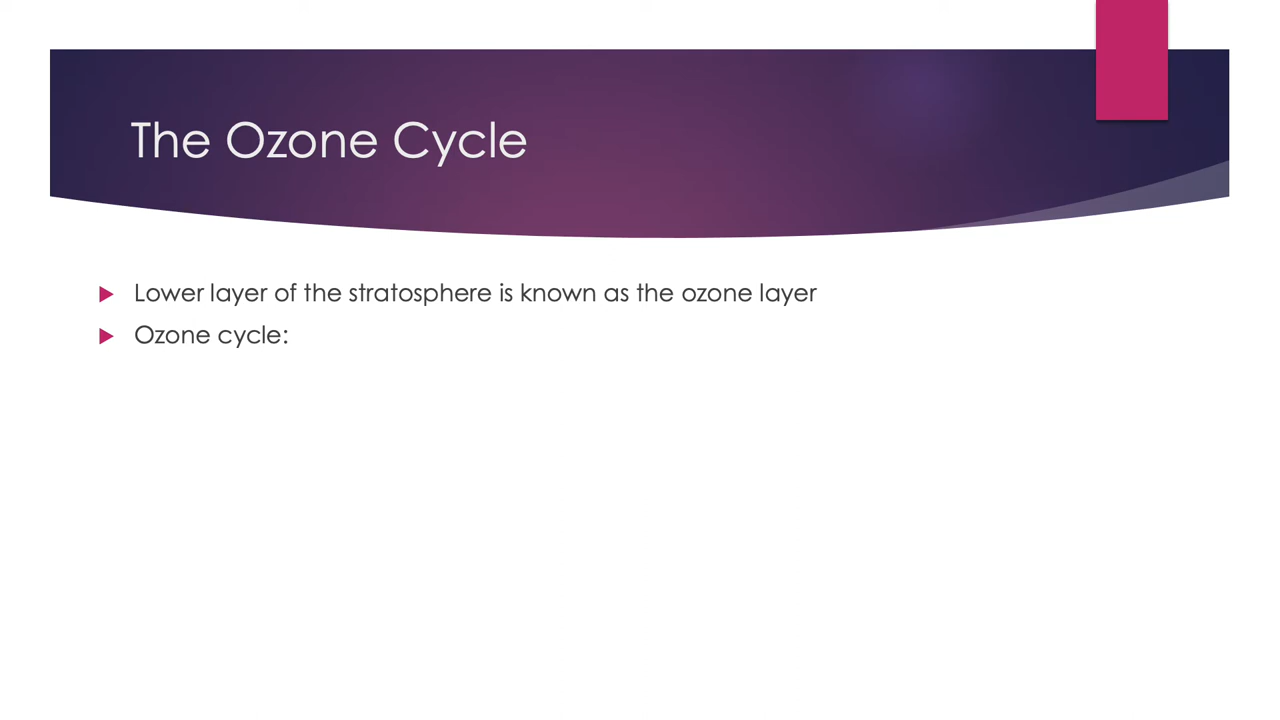 The Ozone Cycle
Lower layer of the stratosphere is known as the ozone layer
Ozone cycle: